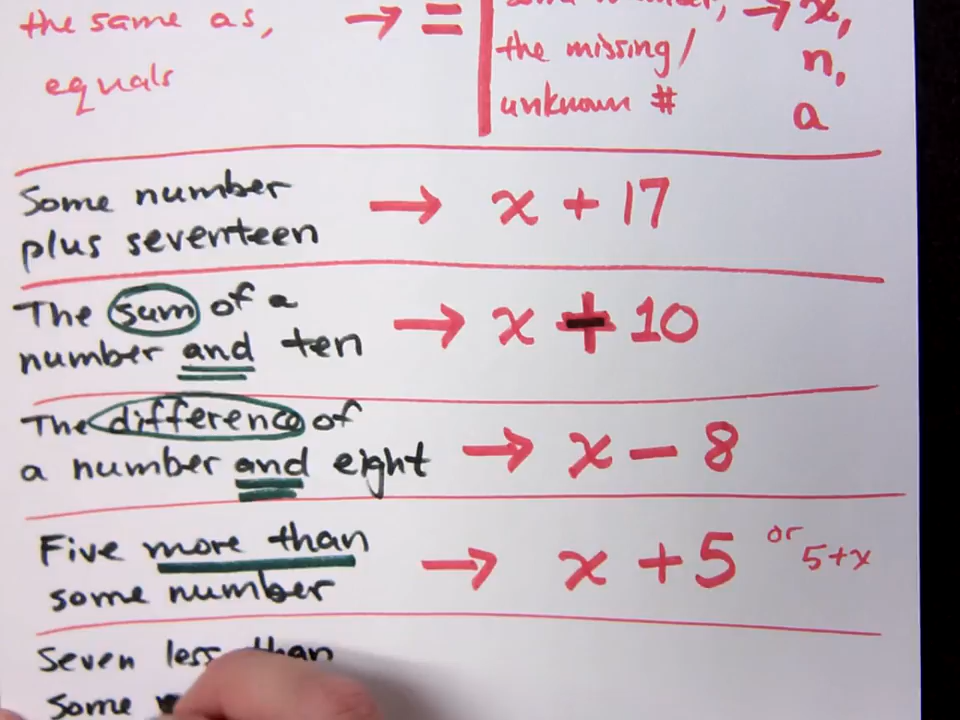 the same as,
equals
→ =
the missing/
unknown #
→ x,
n,
a
Some number
plus seventeen
→ x + 17
The sum of a
number and ten
→ x + 10
The difference of
a number and eight
→ x − 8
Five more than
some number
→ x + 5 or 5+x
Seven less than
Some